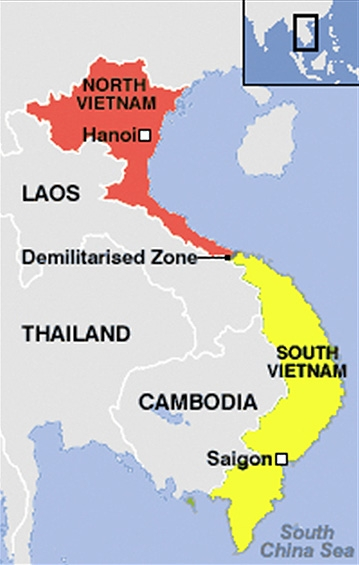 NORTH
VIETNAM
Hanoi
LAOS
Demilitarised Zone
THAILAND
SOUTH
VIETNAM
CAMBODIA
Saigon
South
China Sea